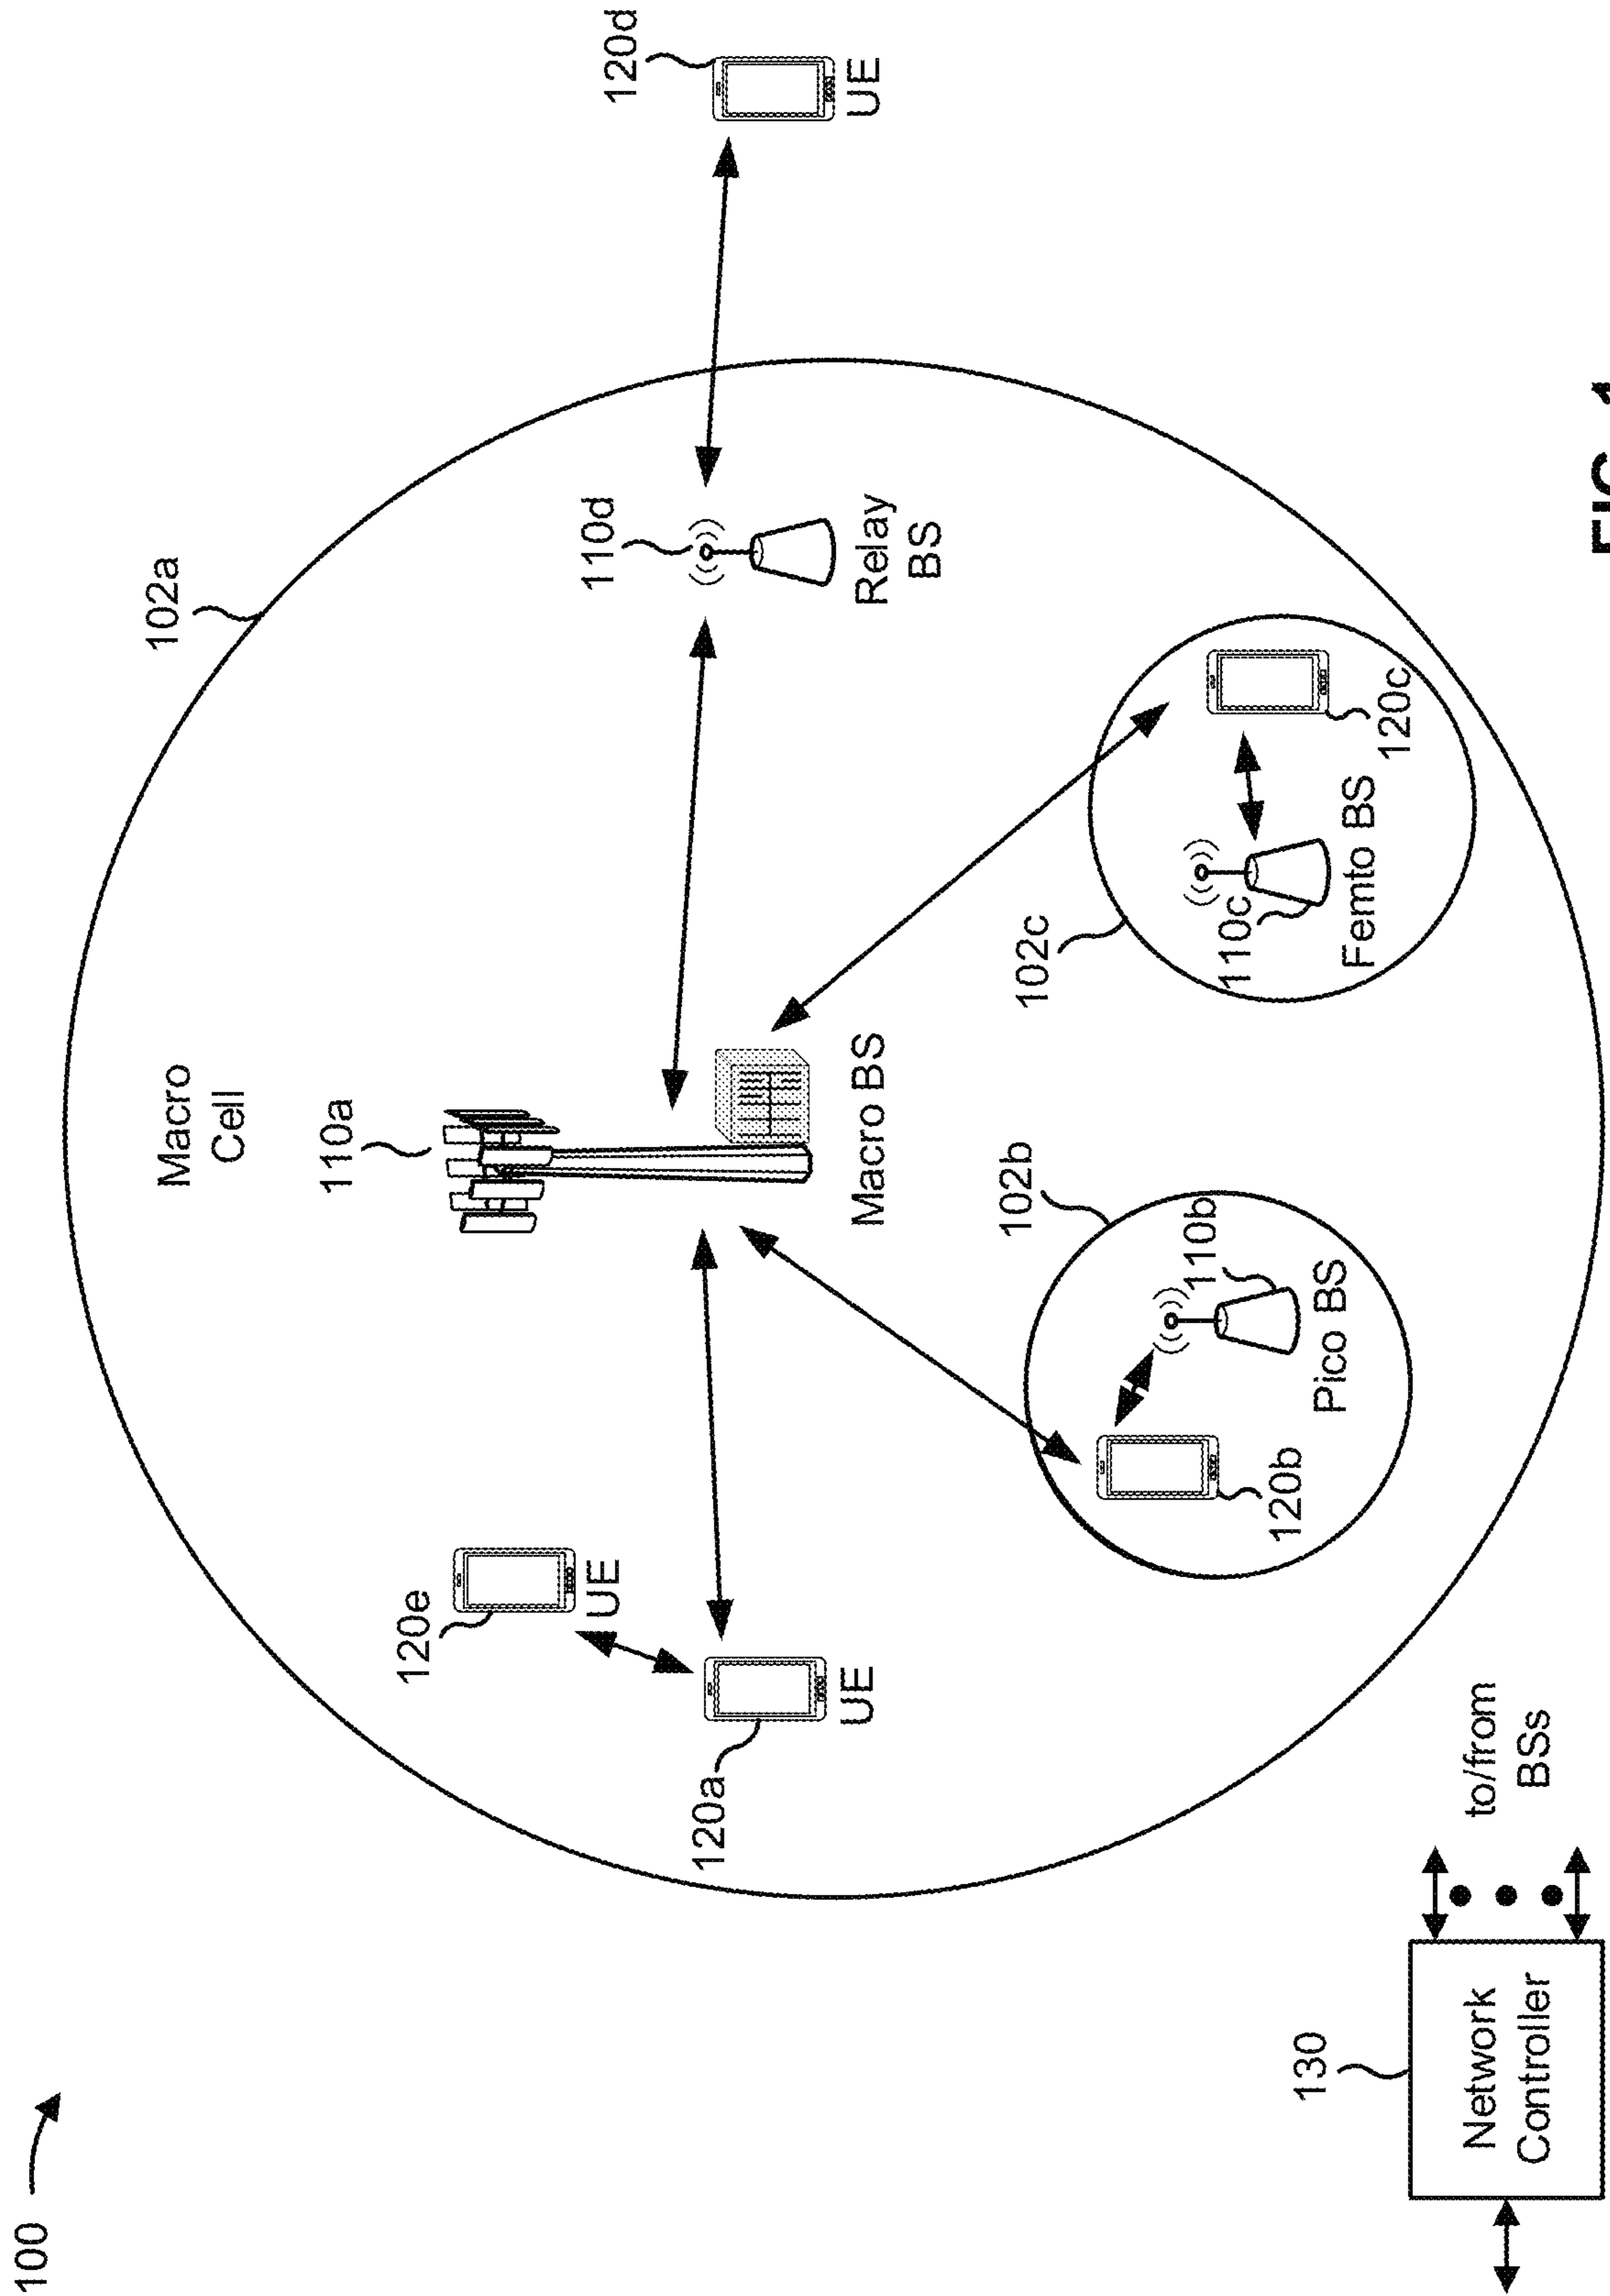 100
102a
Macro
Cell
110a
120d
UE
110d
Relay
BS
120e
UE
120a
UE
Macro BS
102b
110b
Pico BS
120b
102c
110c
Femto BS
120c
130
Network
Controller
to/from
BSs